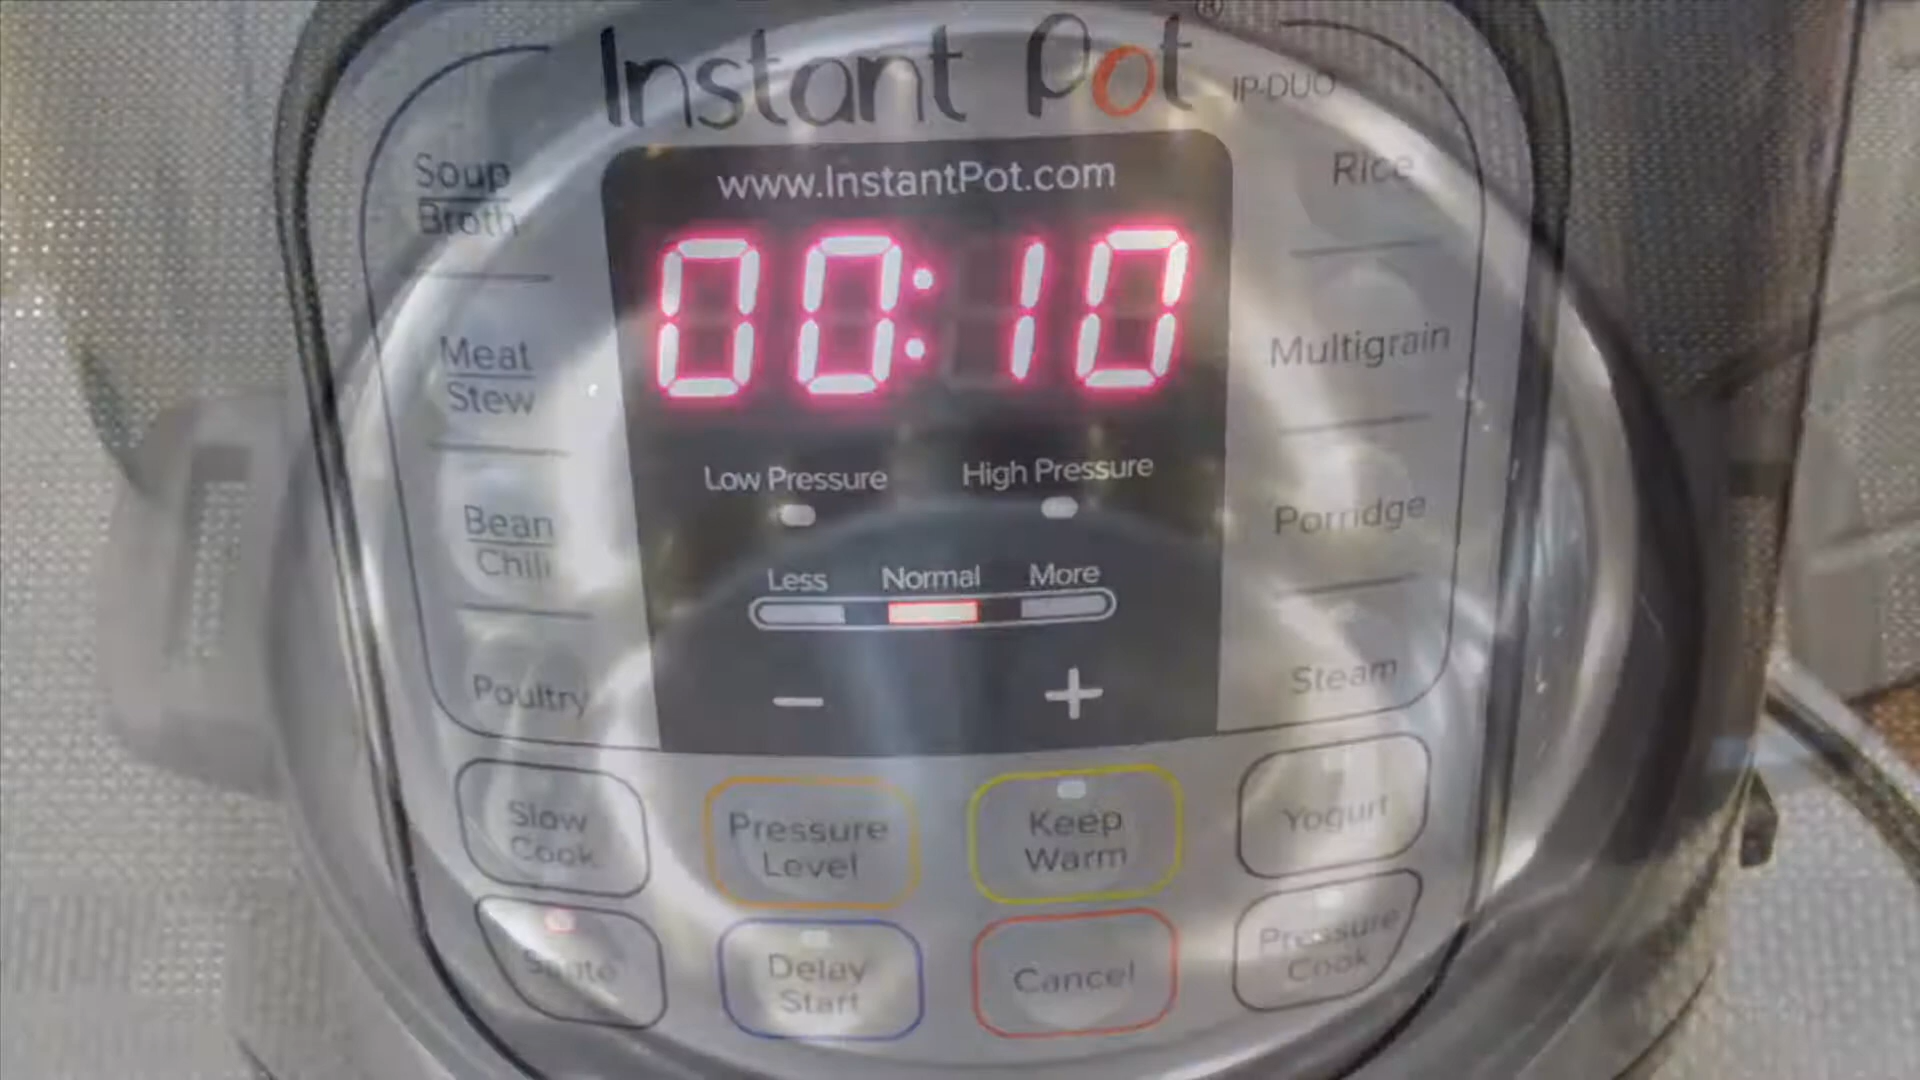 Instant Pot®
IP-DUO
www.InstantPot.com
00:10
Low Pressure
High Pressure
Less
Normal
More
−
+
Soup
Broth
Meat
Stew
Bean
Chili
Poultry
Rice
Multigrain
Porridge
Steam
Slow
Cook
Pressure
Level
Keep
Warm
Yogurt
Saute
Delay
Start
Cancel
Pressure
Cook